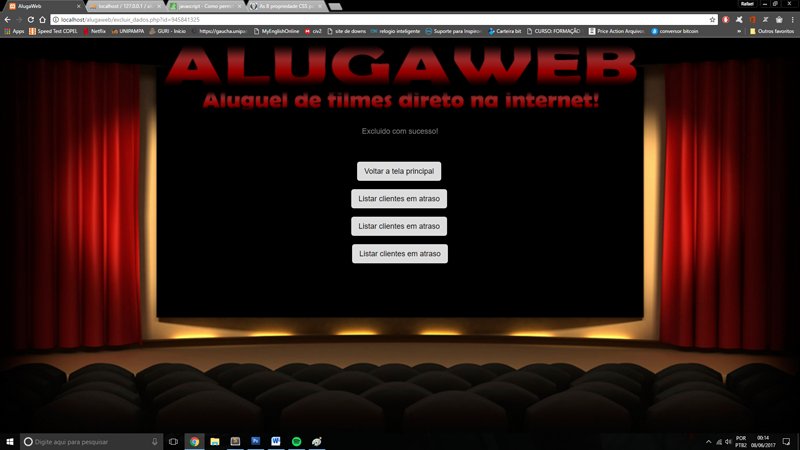 AlugaWeb
localhost / 127.0.0.1 / al
javascript - Como perm
As 8 propriedade CSS p
Rafael
localhost/alugaweb/excluir_dados.php?id=945841325
Apps
Speed Test COPEL
Netflix
UNIPAMPA
GURI - Início
https://gaucha.unipa
MyEnglishOnline
civ2
site de downs
relogio inteligente
Suporte para Inspiror
Carteira bit
CURSO: FORMAÇÃO
Price Action Arquivos
conversor bitcoin
Outros favoritos
ALUGAWEB
Aluguel de filmes direto na internet!
Excluído com sucesso!
Voltar a tela principal
Listar clientes em atraso
Listar clientes em atraso
Listar clientes em atraso
Digite aqui para pesquisar
POR
PTB2
00:14
08/06/2017